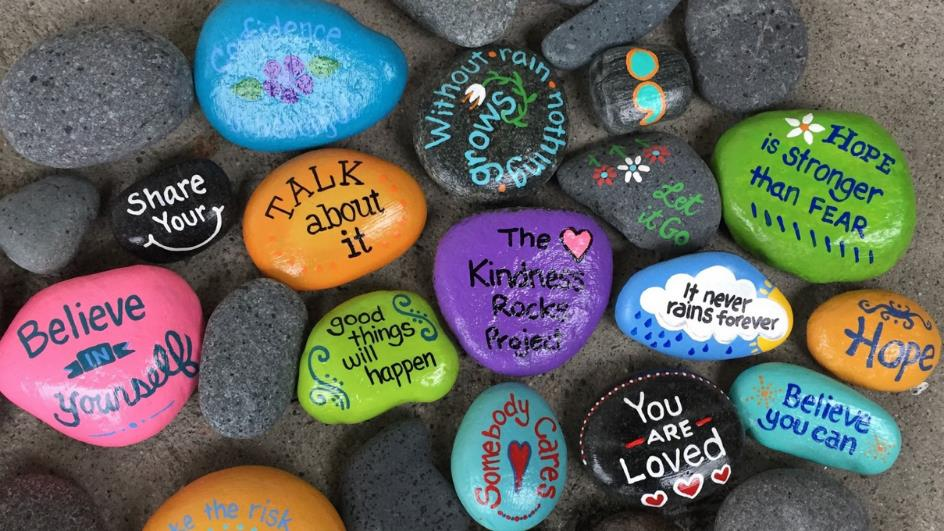 Confidence
Without rain nothing
grows
HOPE
is stronger
than FEAR
Share
Your
TALK
about
it
Let
it Go
The
Kindness
Rocks
Project
It never
rains forever
Believe
IN
yourself
good
things
will
happen
Hope
Believe
you can
Somebody
Cares
You
ARE
Loved
the risk